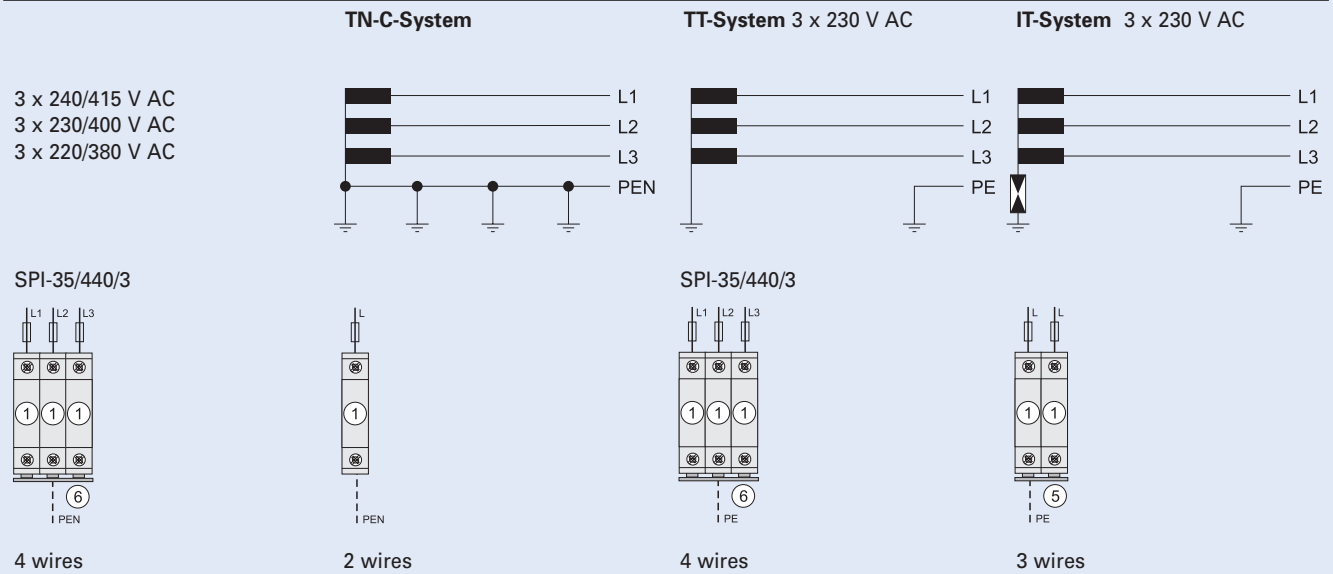 TN-C-System
TT-System 3 x 230 V AC
IT-System 3 x 230 V AC
3 x 240/415 V AC
3 x 230/400 V AC
3 x 220/380 V AC
L1
L2
L3
PEN
L1
L2
L3
PE
L1
L2
L3
PE
SPI-35/440/3
SPI-35/440/3
L1 L2 L3
1 1 1
6
PEN
L
1
PEN
L1 L2 L3
1 1 1
6
PE
L L
1 1
5
PE
4 wires
2 wires
4 wires
3 wires